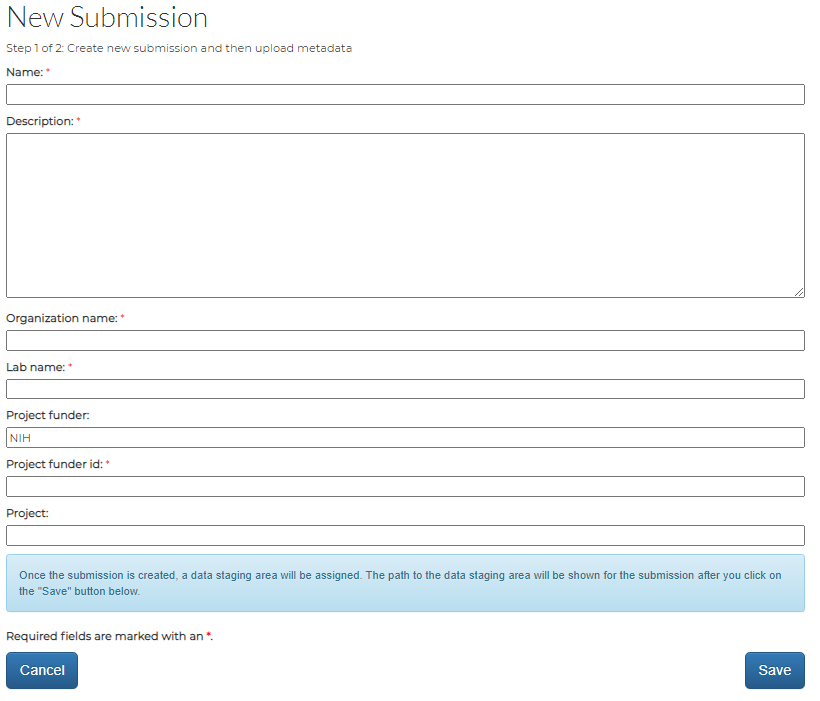 New Submission
Step 1 of 2: Create new submission and then upload metadata
Name: *
Description: *
Organization name: *
Lab name: *
Project funder:
NIH
Project funder id: *
Project:
Once the submission is created, a data staging area will be assigned. The path to the data staging area will be shown for the submission after you click on
the "Save" button below.
Required fields are marked with an *.
Cancel
Save